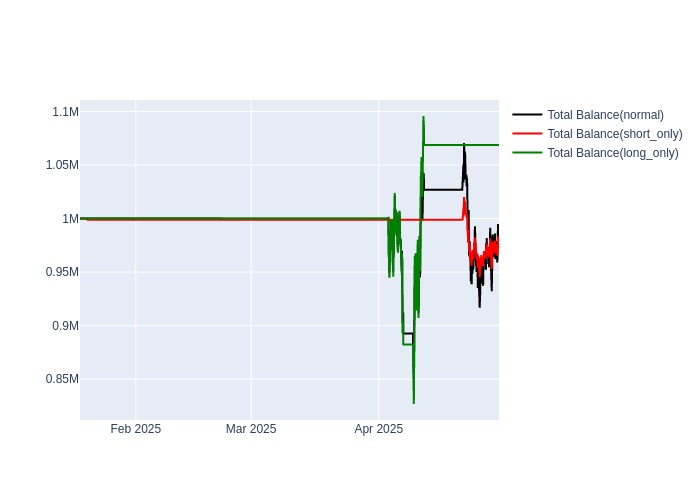 1.1M
1.05M
1M
0.95M
0.9M
0.85M
Feb 2025
Mar 2025
Apr 2025
Total Balance(normal)
Total Balance(short_only)
Total Balance(long_only)